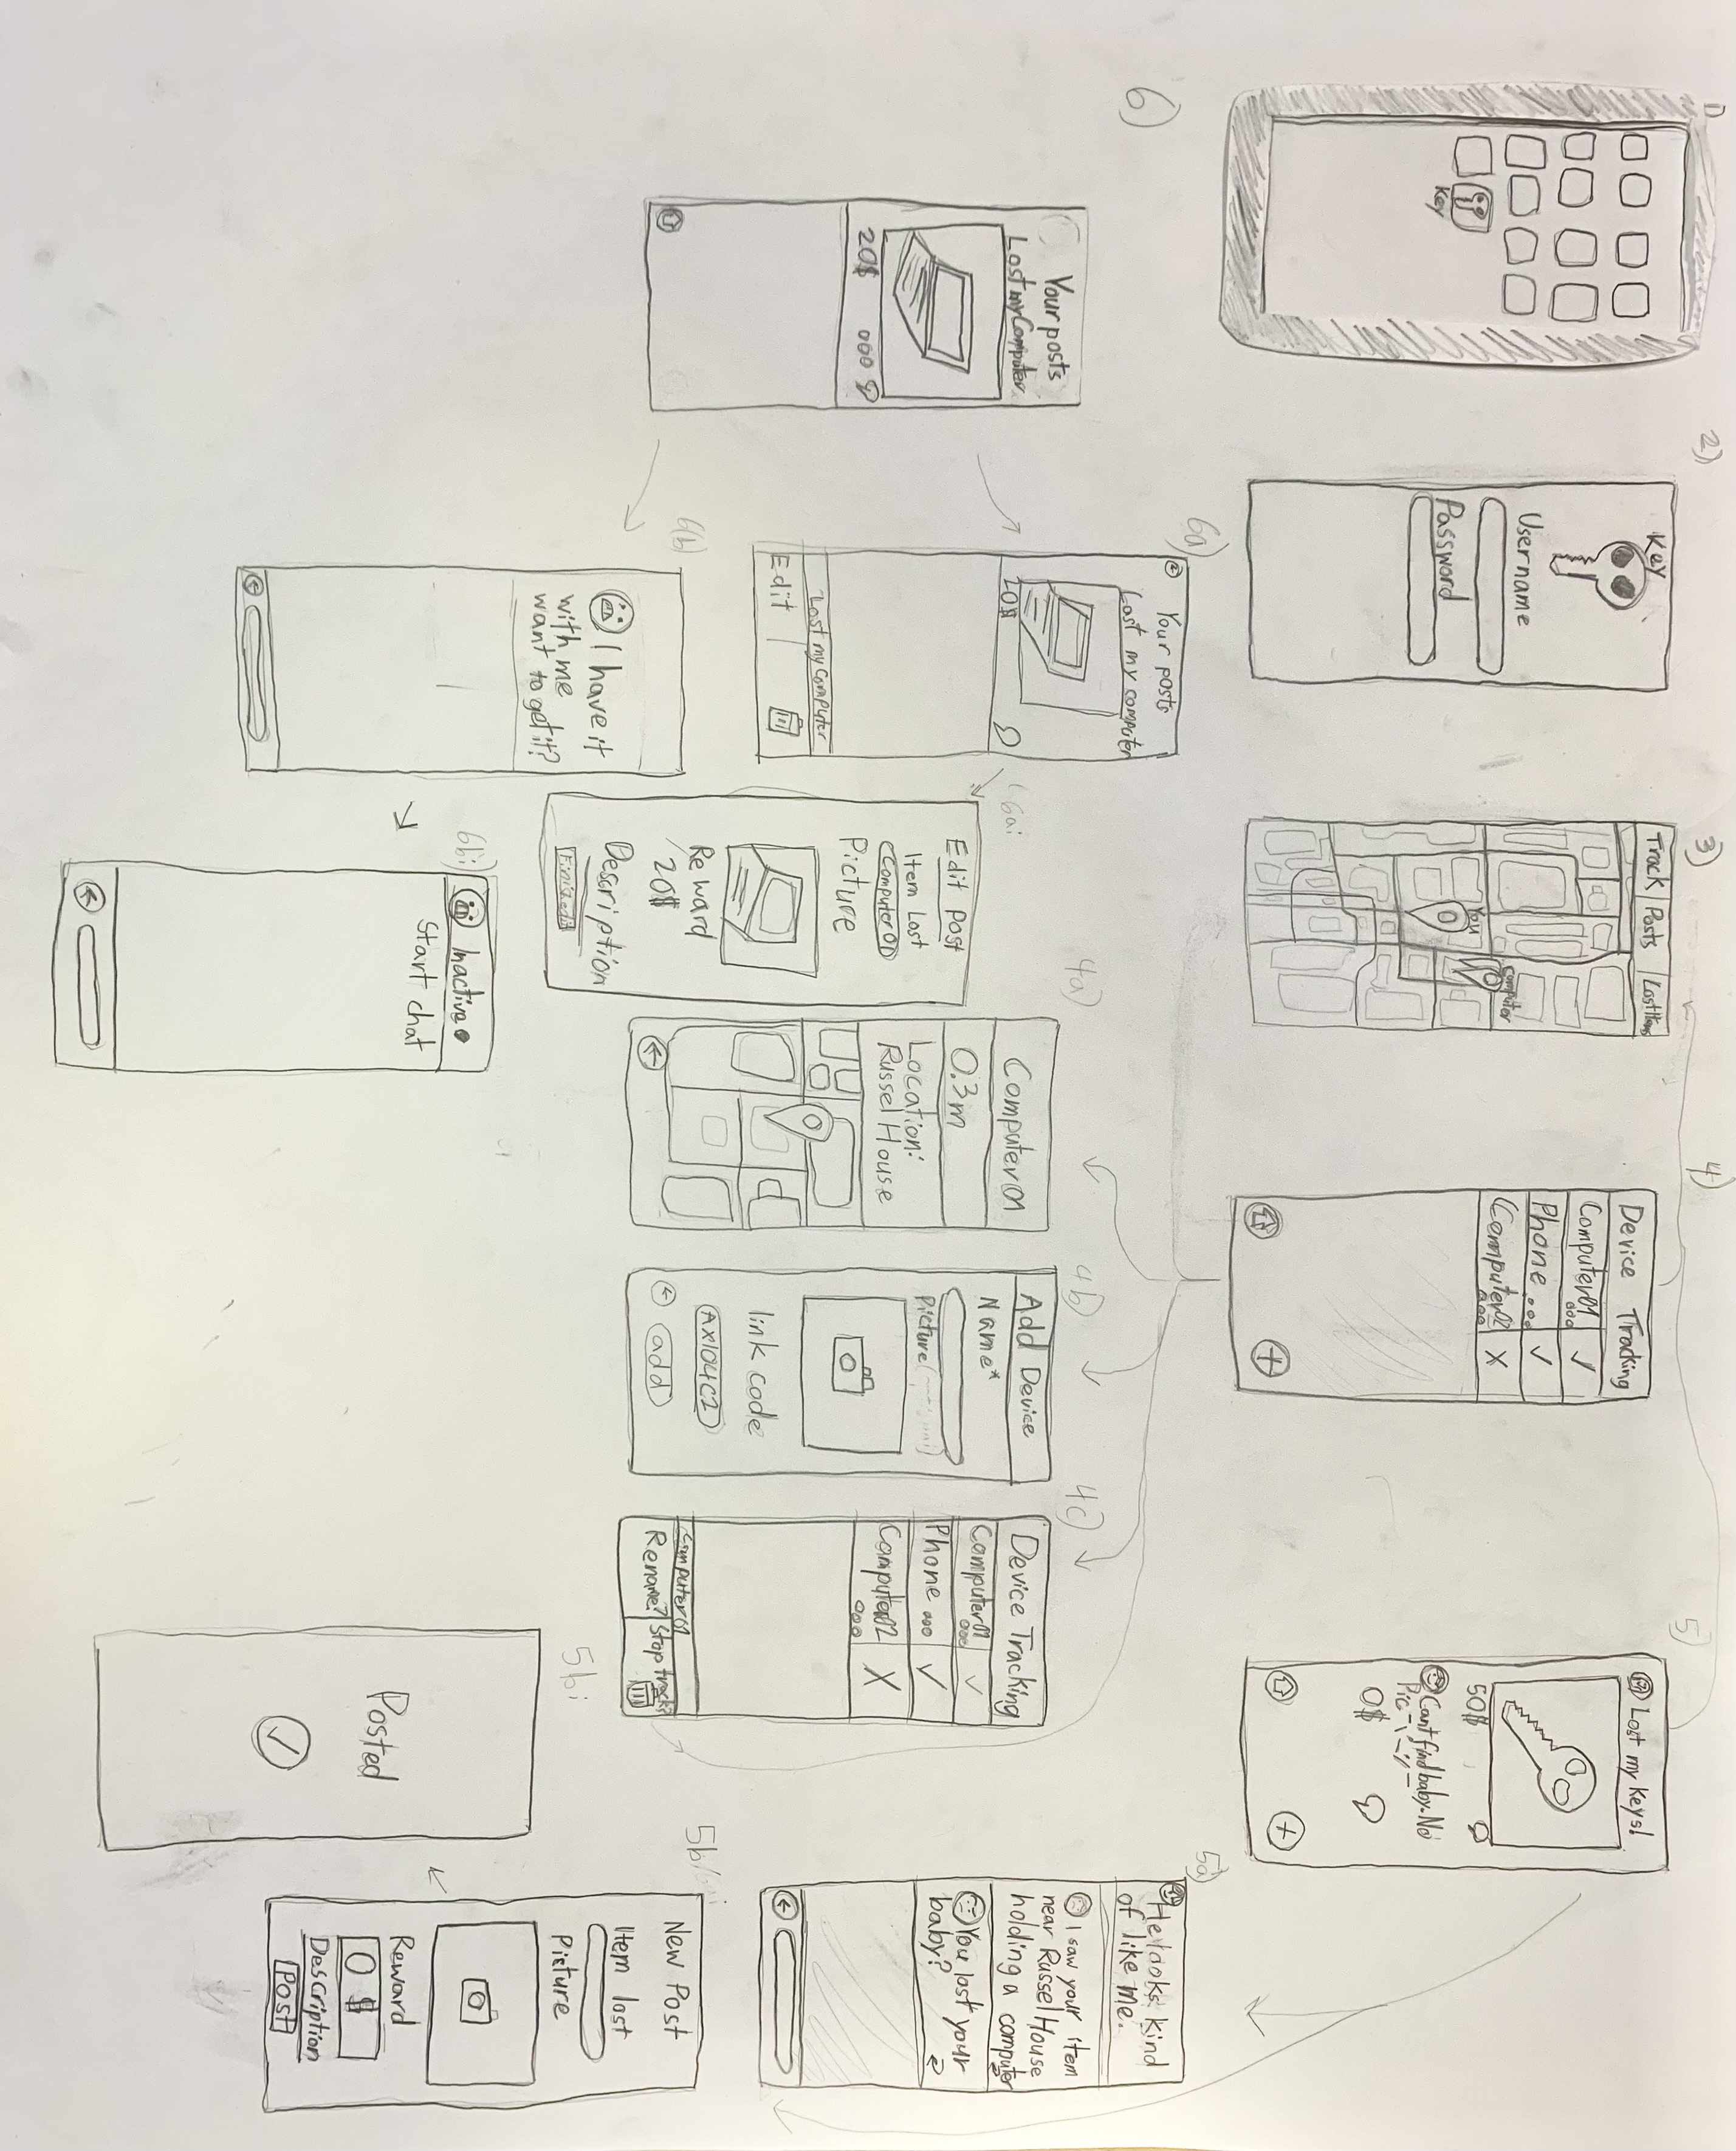 1)
Key
2)
Key
Username
Password
3)
Track Posts Lost Items
computer
You
4)
Device Tracking
Computer01
Phone ...
Computer02
X
5)
Lost my Keys!
50$
Cant find baby. No
Pic
0$
6)
Your posts
Lost my Computer
20$
6a)
Your posts
Lost my computer
20$
Lost my Computer
Edit
6ai
Edit Post
Item Lost
Computer 01
Picture
Reward
20$
Description
Finish edit
6(b)
I have it
with me
want to get it?
6bi)
Inactive
Start chat
4a)
Computer01
0.3m
Location:
Russel House
4b)
Add Device
Name*
Picture
link code
AX104C2
add
4c)
Device Tracking
Computer01
Phone
Computer02
X
Computer01
Rename? Stop track?
5a)
He looks kind
of like me.
I saw your item
near Russel House
holding a computer
You lost your
baby?
5b
New Post
Item lost
Picture
Reward
0 $
Description
Post
5bi
Posted